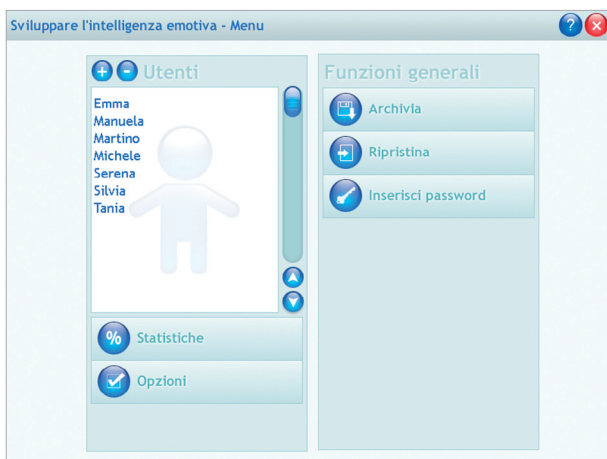 Sviluppare l'intelligenza emotiva - Menu
?
Utenti
Emma
Manuela
Martino
Michele
Serena
Silvia
Tania
%
Statistiche
Opzioni
Funzioni generali
Archivia
Ripristina
Inserisci password